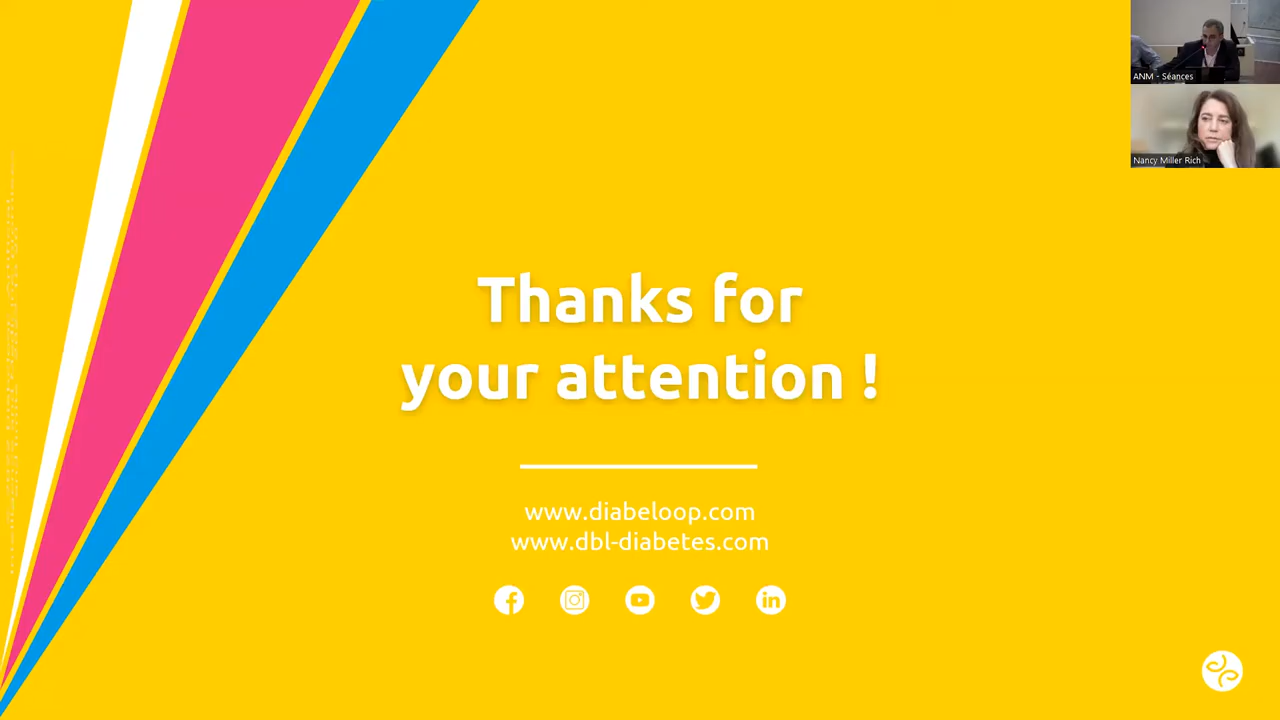 ANM - Séances
Nancy Miller Rich
Thanks for
your attention !
www.diabeloop.com
www.dbl-diabetes.com